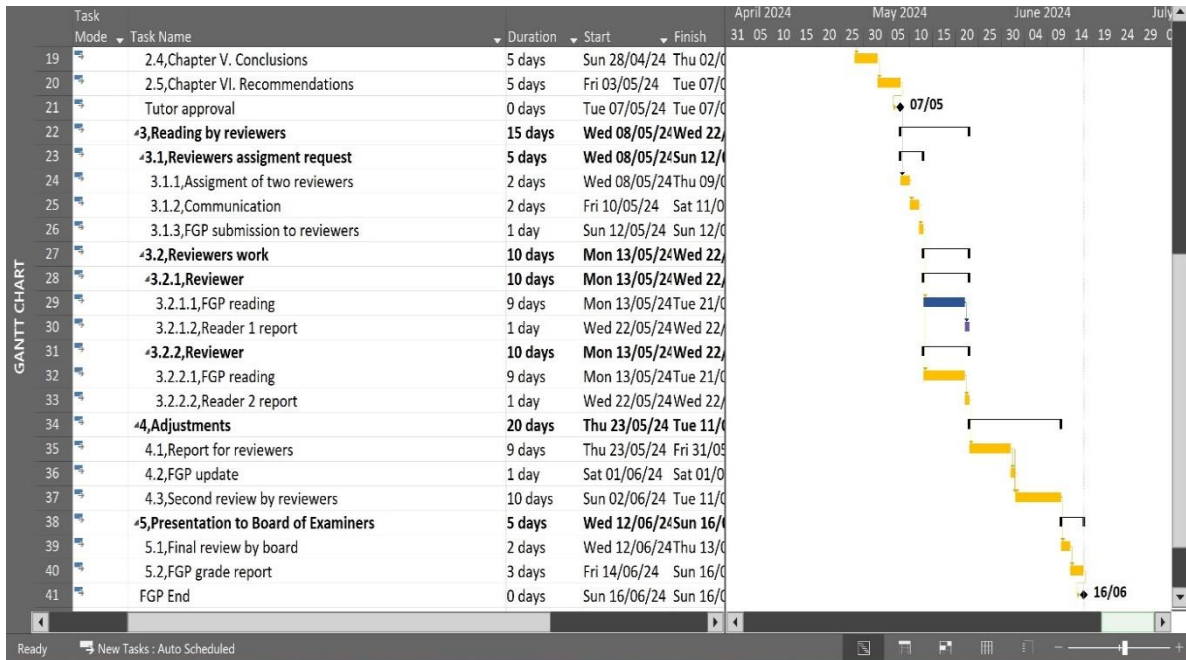 April 2024 May 2024 June 2024 July
Task
Mode Task Name Duration Start Finish 31 05 10 15 20 25 30 05 10 15 20 25 30 04 09 14 19 24 29
19 2.4,Chapter V. Conclusions 5 days Sun 28/04/24 Thu 02/0
20 2.5,Chapter VI. Recommendations 5 days Fri 03/05/24 Tue 07/0
21 Tutor approval 0 days Tue 07/05/24 Tue 07/0 07/05
22 3,Reading by reviewers 15 days Wed 08/05/24 Wed 22/
23 3.1,Reviewers assigment request 5 days Wed 08/05/24 Sun 12/0
24 3.1.1,Assigment of two reviewers 2 days Wed 08/05/24 Thu 09/0
25 3.1.2,Communication 2 days Fri 10/05/24 Sat 11/0
26 3.1.3,FGP submission to reviewers 1 day Sun 12/05/24 Sun 12/0
27 3.2,Reviewers work 10 days Mon 13/05/24 Wed 22/
28 3.2.1,Reviewer 10 days Mon 13/05/24 Wed 22/
29 3.2.1.1,FGP reading 9 days Mon 13/05/24 Tue 21/0
30 3.2.1.2,Reader 1 report 1 day Wed 22/05/24 Wed 22/
31 3.2.2,Reviewer 10 days Mon 13/05/24 Wed 22/
32 3.2.2.1,FGP reading 9 days Mon 13/05/24 Tue 21/0
33 3.2.2.2,Reader 2 report 1 day Wed 22/05/24 Wed 22/
34 4,Adjustments 20 days Thu 23/05/24 Tue 11/0
35 4.1,Report for reviewers 9 days Thu 23/05/24 Fri 31/05
36 4.2,FGP update 1 day Sat 01/06/24 Sat 01/0
37 4.3,Second review by reviewers 10 days Sun 02/06/24 Tue 11/0
38 5,Presentation to Board of Examiners 5 days Wed 12/06/24 Sun 16/0
39 5.1,Final review by board 2 days Wed 12/06/24 Thu 13/0
40 5.2,FGP grade report 3 days Fri 14/06/24 Sun 16/0
41 FGP End 0 days Sun 16/06/24 Sun 16/0 16/06
GANTT CHART
Ready New Tasks : Auto Scheduled